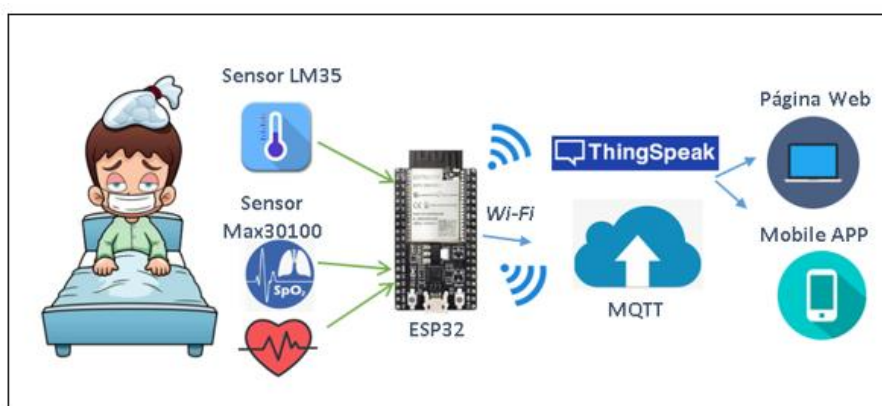 Sensor LM35
Sensor
Max30100
SpO₂
ESP32
Wi-Fi
ThingSpeak
MQTT
Página Web
Mobile APP